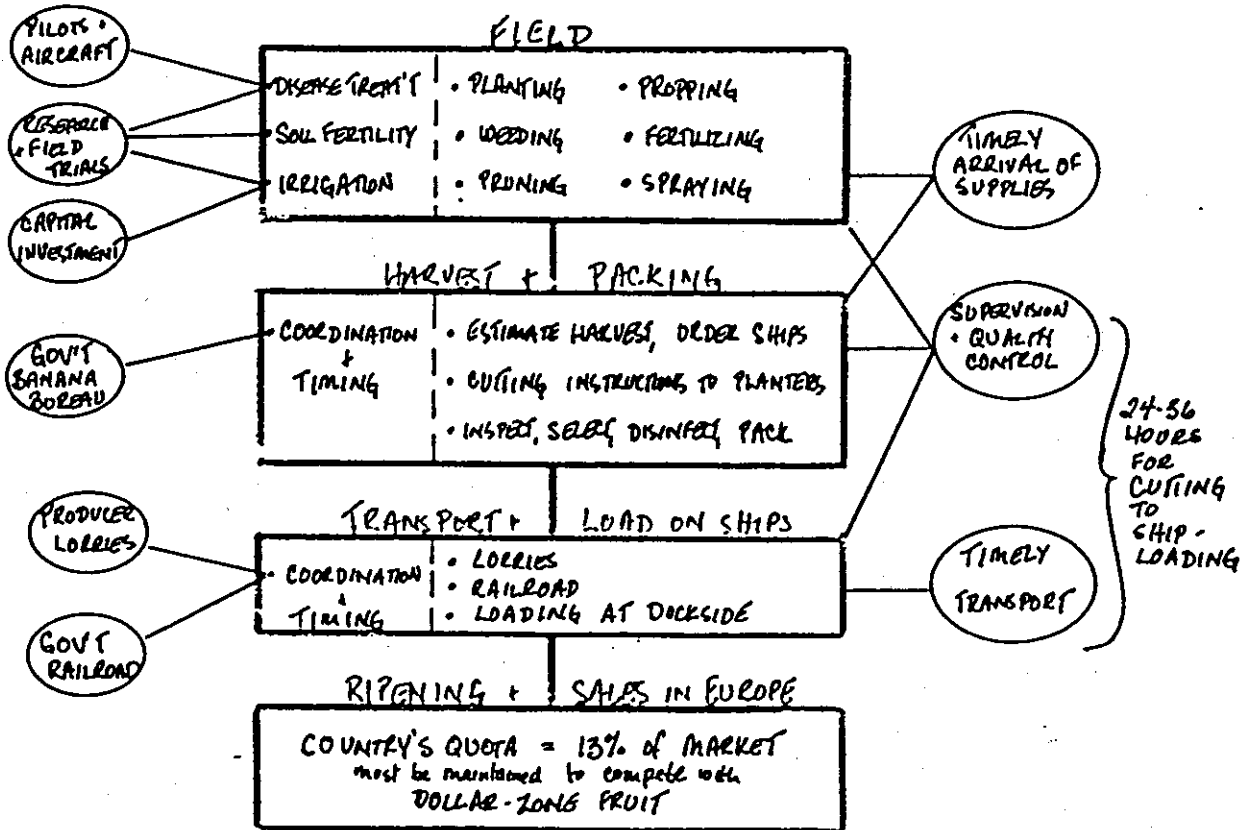 PILOTS +
AIRCRAFT
RESEARCH
+ FIELD
TRIALS
CAPITAL
INVESTMENT
FIELD
DISEASE TREAT'T
• PLANTING
• PROPPING
SOIL FERTILITY
• WEEDING
• FERTILIZING
IRRIGATION
• PRUNING
• SPRAYING
TIMELY
ARRIVAL OF
SUPPLIES
HARVEST + PACKING
GOV'T
BANANA
BUREAU
COORDINATION
+
TIMING
• ESTIMATE HARVEST, ORDER SHIPS
• CUTTING INSTRUCTIONS TO PLANTERS
• INSPECT, SELECT, DISINFECT, PACK
SUPERVISION
+ QUALITY
CONTROL
24-36
HOURS
FOR
CUTTING
TO
SHIP-
LOADING
TRANSPORT + LOAD ON SHIPS
PRODUCER
LORRIES
GOV'T
RAILROAD
COORDINATION
+
TIMING
• LORRIES
• RAILROAD
• LOADING AT DOCKSIDE
TIMELY
TRANSPORT
RIPENING + SALES IN EUROPE
COUNTRY'S QUOTA = 13% of MARKET
must be maintained to compete with
DOLLAR-ZONE FRUIT